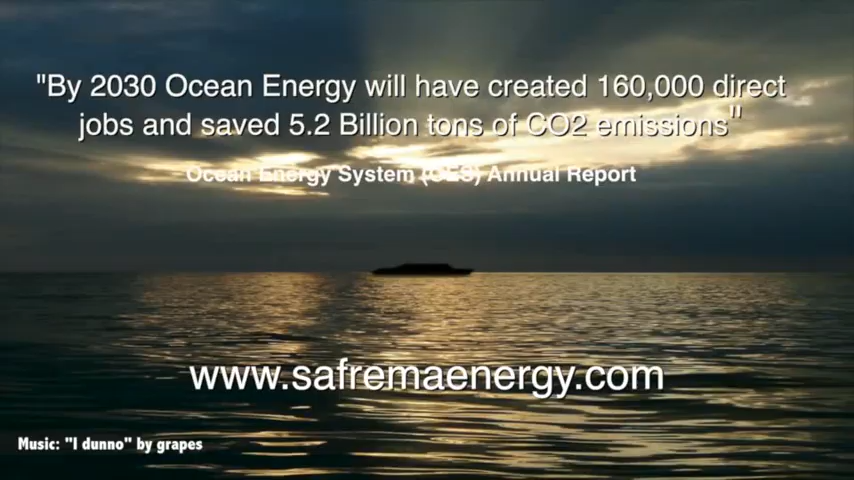 "By 2030 Ocean Energy will have created 160,000 direct
jobs and saved 5.2 Billion tons of CO2 emissions"
Ocean Energy System (OES) Annual Report
www.safremaenergy.com
Music: "I dunno" by grapes